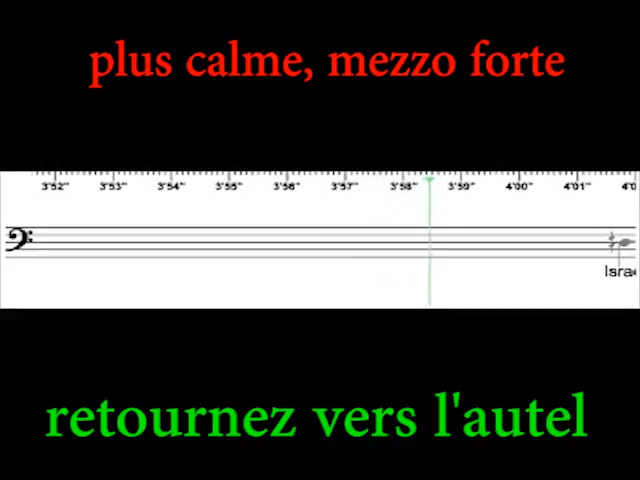 plus calme, mezzo forte
3'52" 3'53" 3'54" 3'55" 3'56" 3'57" 3'58" 3'59" 4'00" 4'01"
retournez vers l'autel